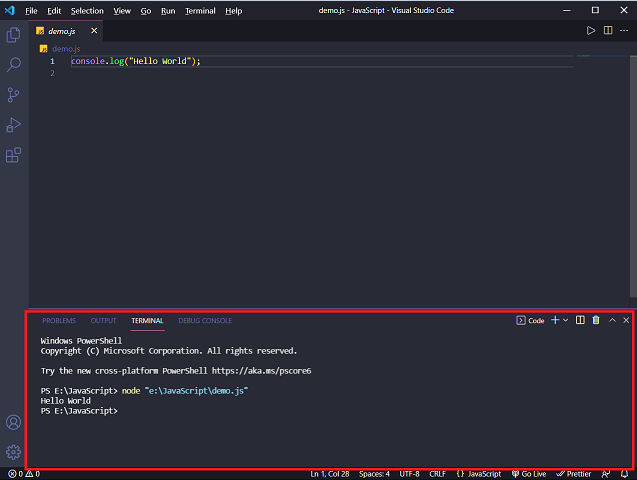 File Edit Selection View Go Run Terminal Help demo.js - JavaScript - Visual Studio Code
demo.js
demo.js
1 console.log("Hello World");
2
PROBLEMS OUTPUT TERMINAL DEBUG CONSOLE Code
Windows PowerShell
Copyright (C) Microsoft Corporation. All rights reserved.
Try the new cross-platform PowerShell https://aka.ms/pscore6
PS E:\JavaScript> node "e:\JavaScript\demo.js"
Hello World
PS E:\JavaScript>
0 0 Ln 1, Col 28 Spaces: 4 UTF-8 CRLF {} JavaScript Go Live Prettier